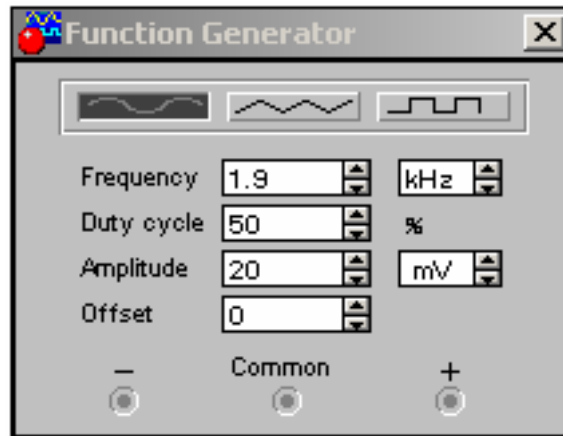 Function Generator
Frequency 1.9 kHz
Duty cycle 50 %
Amplitude 20 mV
Offset 0
− Common +